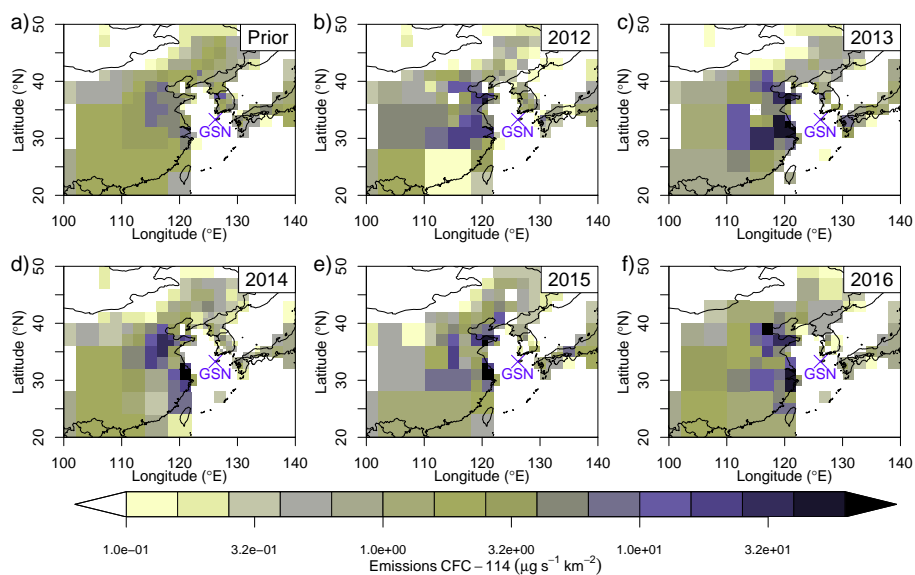 a) Prior
b) 2012
c) 2013
50 50 50
Latitude (°N) Latitude (°N) Latitude (°N)
40 40 40
30 30 30
20 20 20
GSN GSN GSN
100 110 120 130 140 100 110 120 130 140 100 110 120 130 140
Longitude (°E) Longitude (°E) Longitude (°E)
d) 2014
e) 2015
f) 2016
50 50 50
Latitude (°N) Latitude (°N) Latitude (°N)
40 40 40
30 30 30
20 20 20
GSN GSN GSN
100 110 120 130 140 100 110 120 130 140 100 110 120 130 140
Longitude (°E) Longitude (°E) Longitude (°E)
1.0e−01 3.2e−01 1.0e+00 3.2e+00 1.0e+01 3.2e+01
Emissions CFC−114 (μg s⁻¹ km⁻²)